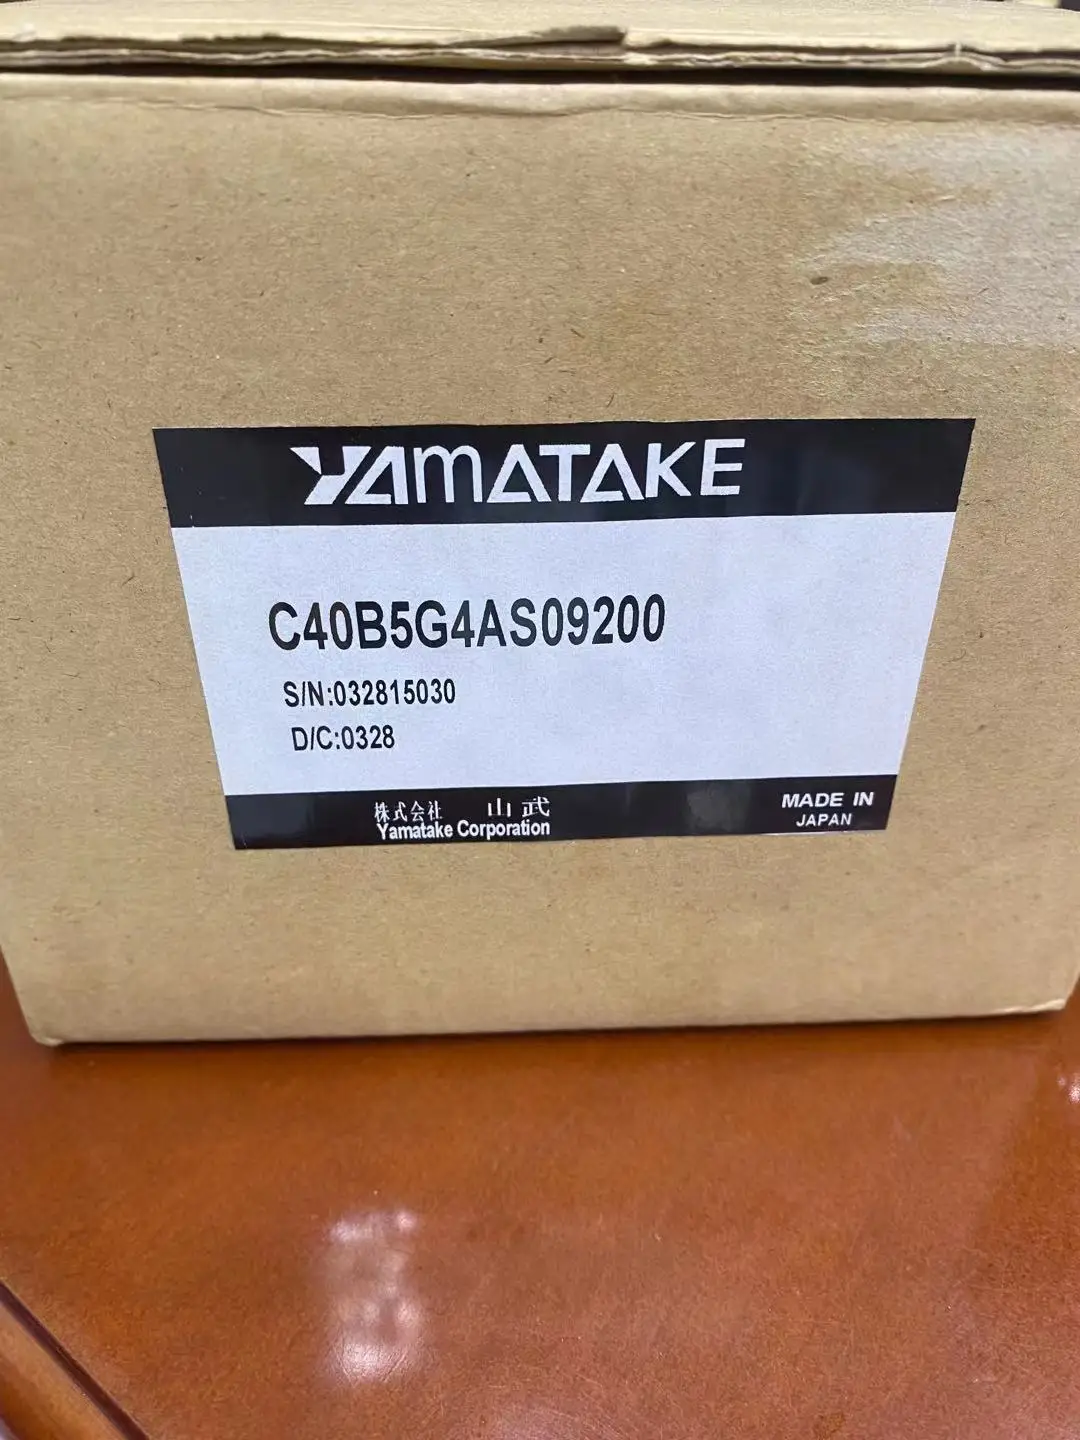 YAMATAKE
C40B5G4AS09200
S/N:032815030
D/C:0328
株式会社 山武
Yamatake Corporation
MADE IN
JAPAN